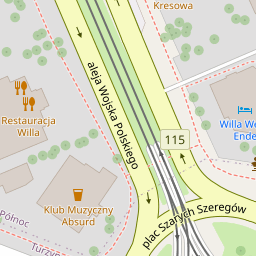 Kresowa
aleja Wojska Polskiego
Restauracja
Willa
115
Willa We
Ende
Klub Muzyczny
Absurd
plac Szarych Szeregów
Północ
Turzyn